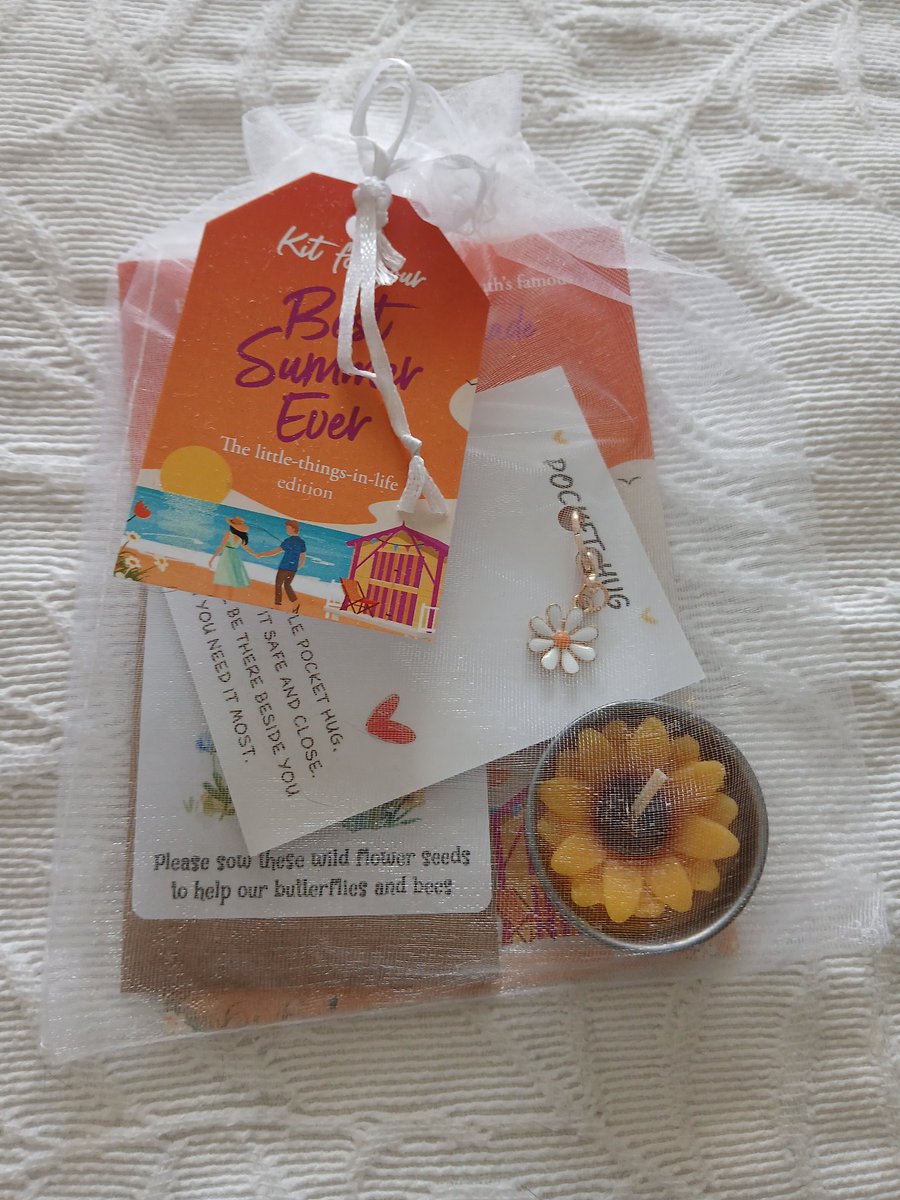 Kit for your
Best
Summer
Ever
The little-things-in-life
edition
famous
POCKET HUG
POCKET HUG.
IT SAFE AND CLOSE.
BE THERE BESIDE YOU
YOU NEED IT MOST.
Please sow these wild flower seeds
to help our butterflies and bees